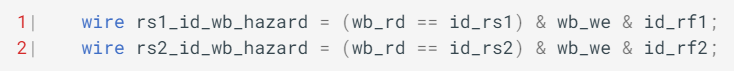 1|    wire rs1_id_wb_hazard = (wb_rd == id_rs1) & wb_we & id_rf1;
2|    wire rs2_id_wb_hazard = (wb_rd == id_rs2) & wb_we & id_rf2;